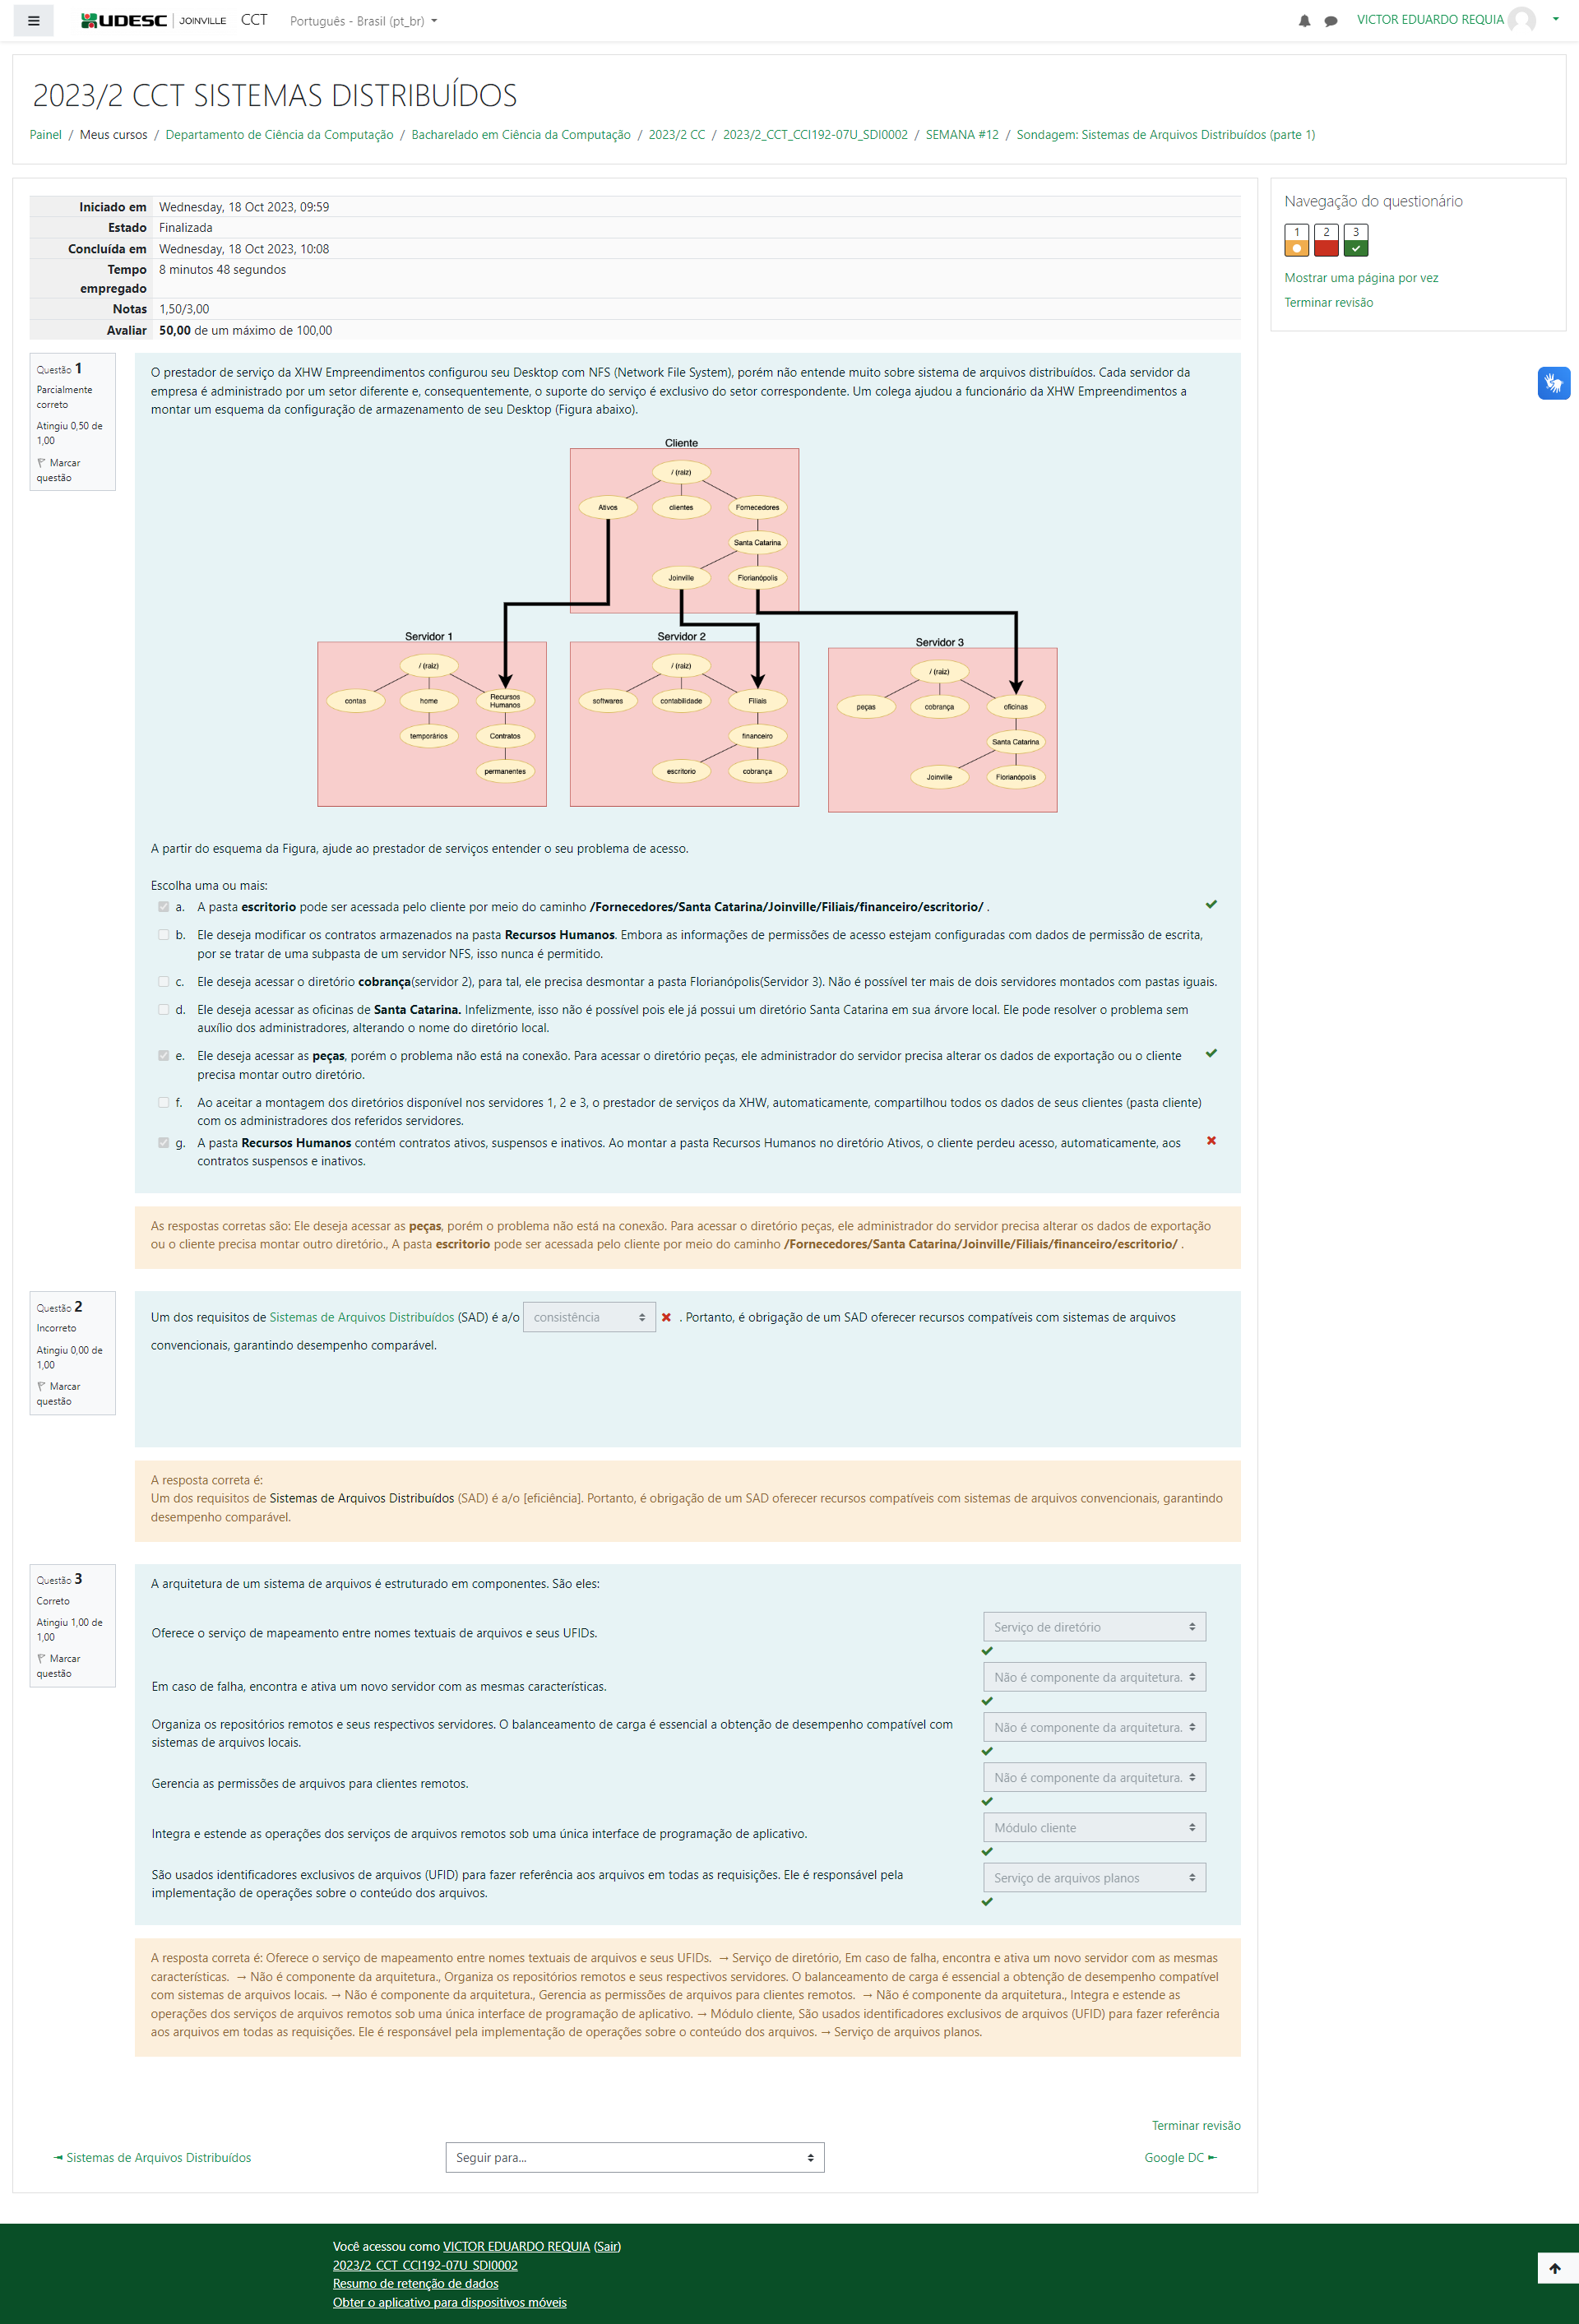 UDESC JOINVILLE CCT Português - Brasil (pt_br) VICTOR EDUARDO REQUIA
2023/2 CCT SISTEMAS DISTRIBUÍDOS
Painel / Meus cursos / Departamento de Ciência da Computação / Bacharelado em Ciência da Computação / 2023/2 CC / 2023/2_CCT_CCI192-07U_SDI0002 / SEMANA #12 / Sondagem: Sistemas de Arquivos Distribuídos (parte 1)
Iniciado em Wednesday, 18 Oct 2023, 09:59
Estado Finalizada
Concluída em Wednesday, 18 Oct 2023, 10:08
Tempo empregado 8 minutos 48 segundos
Notas 1,50/3,00
Avaliar 50,00 de um máximo de 100,00
Navegação do questionário
1 2 3
Mostrar uma página por vez
Terminar revisão
Questão 1
Parcialmente
correto
Atingiu 0,50 de
1,00
Marcar
questão
O prestador de serviço da XHW Empreendimentos configurou seu Desktop com NFS (Network File System), porém não entende muito sobre sistema de arquivos distribuídos. Cada servidor da
empresa é administrado por um setor diferente e, consequentemente, o suporte do serviço é exclusivo do setor correspondente. Um colega ajudou a funcionário da XHW Empreendimentos a
montar um esquema da configuração de armazenamento de seu Desktop (Figura abaixo).
Cliente
/ (raiz)
Ativos clientes Fornecedores
Santa Catarina
Joinville Florianópolis
Servidor 1
/ (raiz)
contas home Recursos Humanos
temporários Contratos
permanentes
Servidor 2
/ (raiz)
softwares contabilidade Filiais
financeiro
escritorio cobrança
Servidor 3
/ (raiz)
peças cobrança oficinas
Santa Catarina
Joinville Florianópolis
A partir do esquema da Figura, ajude ao prestador de serviços entender o seu problema de acesso.
Escolha uma ou mais:
a. A pasta escritorio pode ser acessada pelo cliente por meio do caminho /Fornecedores/Santa Catarina/Joinville/Filiais/financeiro/escritorio/ .
b. Ele deseja modificar os contratos armazenados na pasta Recursos Humanos. Embora as informações de permissões de acesso estejam configuradas com dados de permissão de escrita,
por se tratar de uma subpasta de um servidor NFS, isso nunca é permitido.
c. Ele deseja acessar o diretório cobrança(servidor 2), para tal, ele precisa desmontar a pasta Florianópolis(Servidor 3). Não é possível ter mais de dois servidores montados com pastas iguais.
d. Ele deseja acessar as oficinas de Santa Catarina. Infelizmente, isso não é possível pois ele já possui um diretório Santa Catarina em sua árvore local. Ele pode resolver o problema sem
auxílio dos administradores, alterando o nome do diretório local.
e. Ele deseja acessar as peças, porém o problema não está na conexão. Para acessar o diretório peças, ele administrador do servidor precisa alterar os dados de exportação ou o cliente
precisa montar outro diretório.
f. Ao aceitar a montagem dos diretórios disponível nos servidores 1, 2 e 3, o prestador de serviços da XHW, automaticamente, compartilhou todos os dados de seus clientes (pasta cliente)
com os administradores dos referidos servidores.
g. A pasta Recursos Humanos contém contratos ativos, suspensos e inativos. Ao montar a pasta Recursos Humanos no diretório Ativos, o cliente perdeu acesso, automaticamente, aos
contratos suspensos e inativos.
As respostas corretas são: Ele deseja acessar as peças, porém o problema não está na conexão. Para acessar o diretório peças, ele administrador do servidor precisa alterar os dados de exportação
ou o cliente precisa montar outro diretório., A pasta escritorio pode ser acessada pelo cliente por meio do caminho /Fornecedores/Santa Catarina/Joinville/Filiais/financeiro/escritorio/ .
Questão 2
Incorreto
Atingiu 0,00 de
1,00
Marcar
questão
Um dos requisitos de Sistemas de Arquivos Distribuídos (SAD) é a/o consistência . Portanto, é obrigação de um SAD oferecer recursos compatíveis com sistemas de arquivos
convencionais, garantindo desempenho comparável.
A resposta correta é:
Um dos requisitos de Sistemas de Arquivos Distribuídos (SAD) é a/o [eficiência]. Portanto, é obrigação de um SAD oferecer recursos compatíveis com sistemas de arquivos convencionais, garantindo
desempenho comparável.
Questão 3
Correto
Atingiu 1,00 de
1,00
Marcar
questão
A arquitetura de um sistema de arquivos é estruturado em componentes. São eles:
Oferece o serviço de mapeamento entre nomes textuais de arquivos e seus UFIDs. Serviço de diretório
Em caso de falha, encontra e ativa um novo servidor com as mesmas características. Não é componente da arquitetura.
Organiza os repositórios remotos e seus respectivos servidores. O balanceamento de carga é essencial a obtenção de desempenho compatível com
sistemas de arquivos locais. Não é componente da arquitetura.
Gerencia as permissões de arquivos para clientes remotos. Não é componente da arquitetura.
Integra e estende as operações dos serviços de arquivos remotos sob uma única interface de programação de aplicativo. Módulo cliente
São usados identificadores exclusivos de arquivos (UFID) para fazer referência aos arquivos em todas as requisições. Ele é responsável pela
implementação de operações sobre o conteúdo dos arquivos. Serviço de arquivos planos
A resposta correta é: Oferece o serviço de mapeamento entre nomes textuais de arquivos e seus UFIDs. → Serviço de diretório, Em caso de falha, encontra e ativa um novo servidor com as mesmas
características. → Não é componente da arquitetura., Organiza os repositórios remotos e seus respectivos servidores. O balanceamento de carga é essencial a obtenção de desempenho compatível
com sistemas de arquivos locais. → Não é componente da arquitetura., Gerencia as permissões de arquivos para clientes remotos. → Não é componente da arquitetura., Integra e estende as
operações dos serviços de arquivos remotos sob uma única interface de programação de aplicativo. → Módulo cliente, São usados identificadores exclusivos de arquivos (UFID) para fazer referência
aos arquivos em todas as requisições. Ele é responsável pela implementação de operações sobre o conteúdo dos arquivos. → Serviço de arquivos planos.
Terminar revisão
◄ Sistemas de Arquivos Distribuídos Seguir para... Google DC ►
Você acessou como VICTOR EDUARDO REQUIA (Sair)
2023/2_CCT_CCI192-07U_SDI0002
Resumo de retenção de dados
Obter o aplicativo para dispositivos móveis